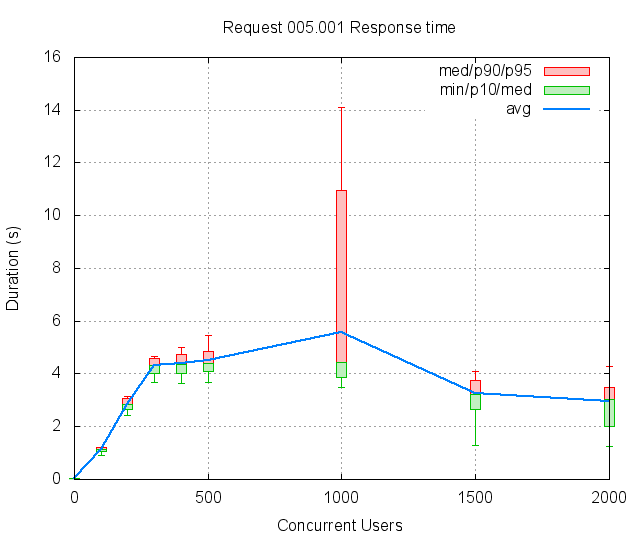 Request 005.001 Response time
16
14
12
10
8
6
4
2
0
Duration (s)
med/p90/p95
min/p10/med
avg
0 500 1000 1500 2000
Concurrent Users